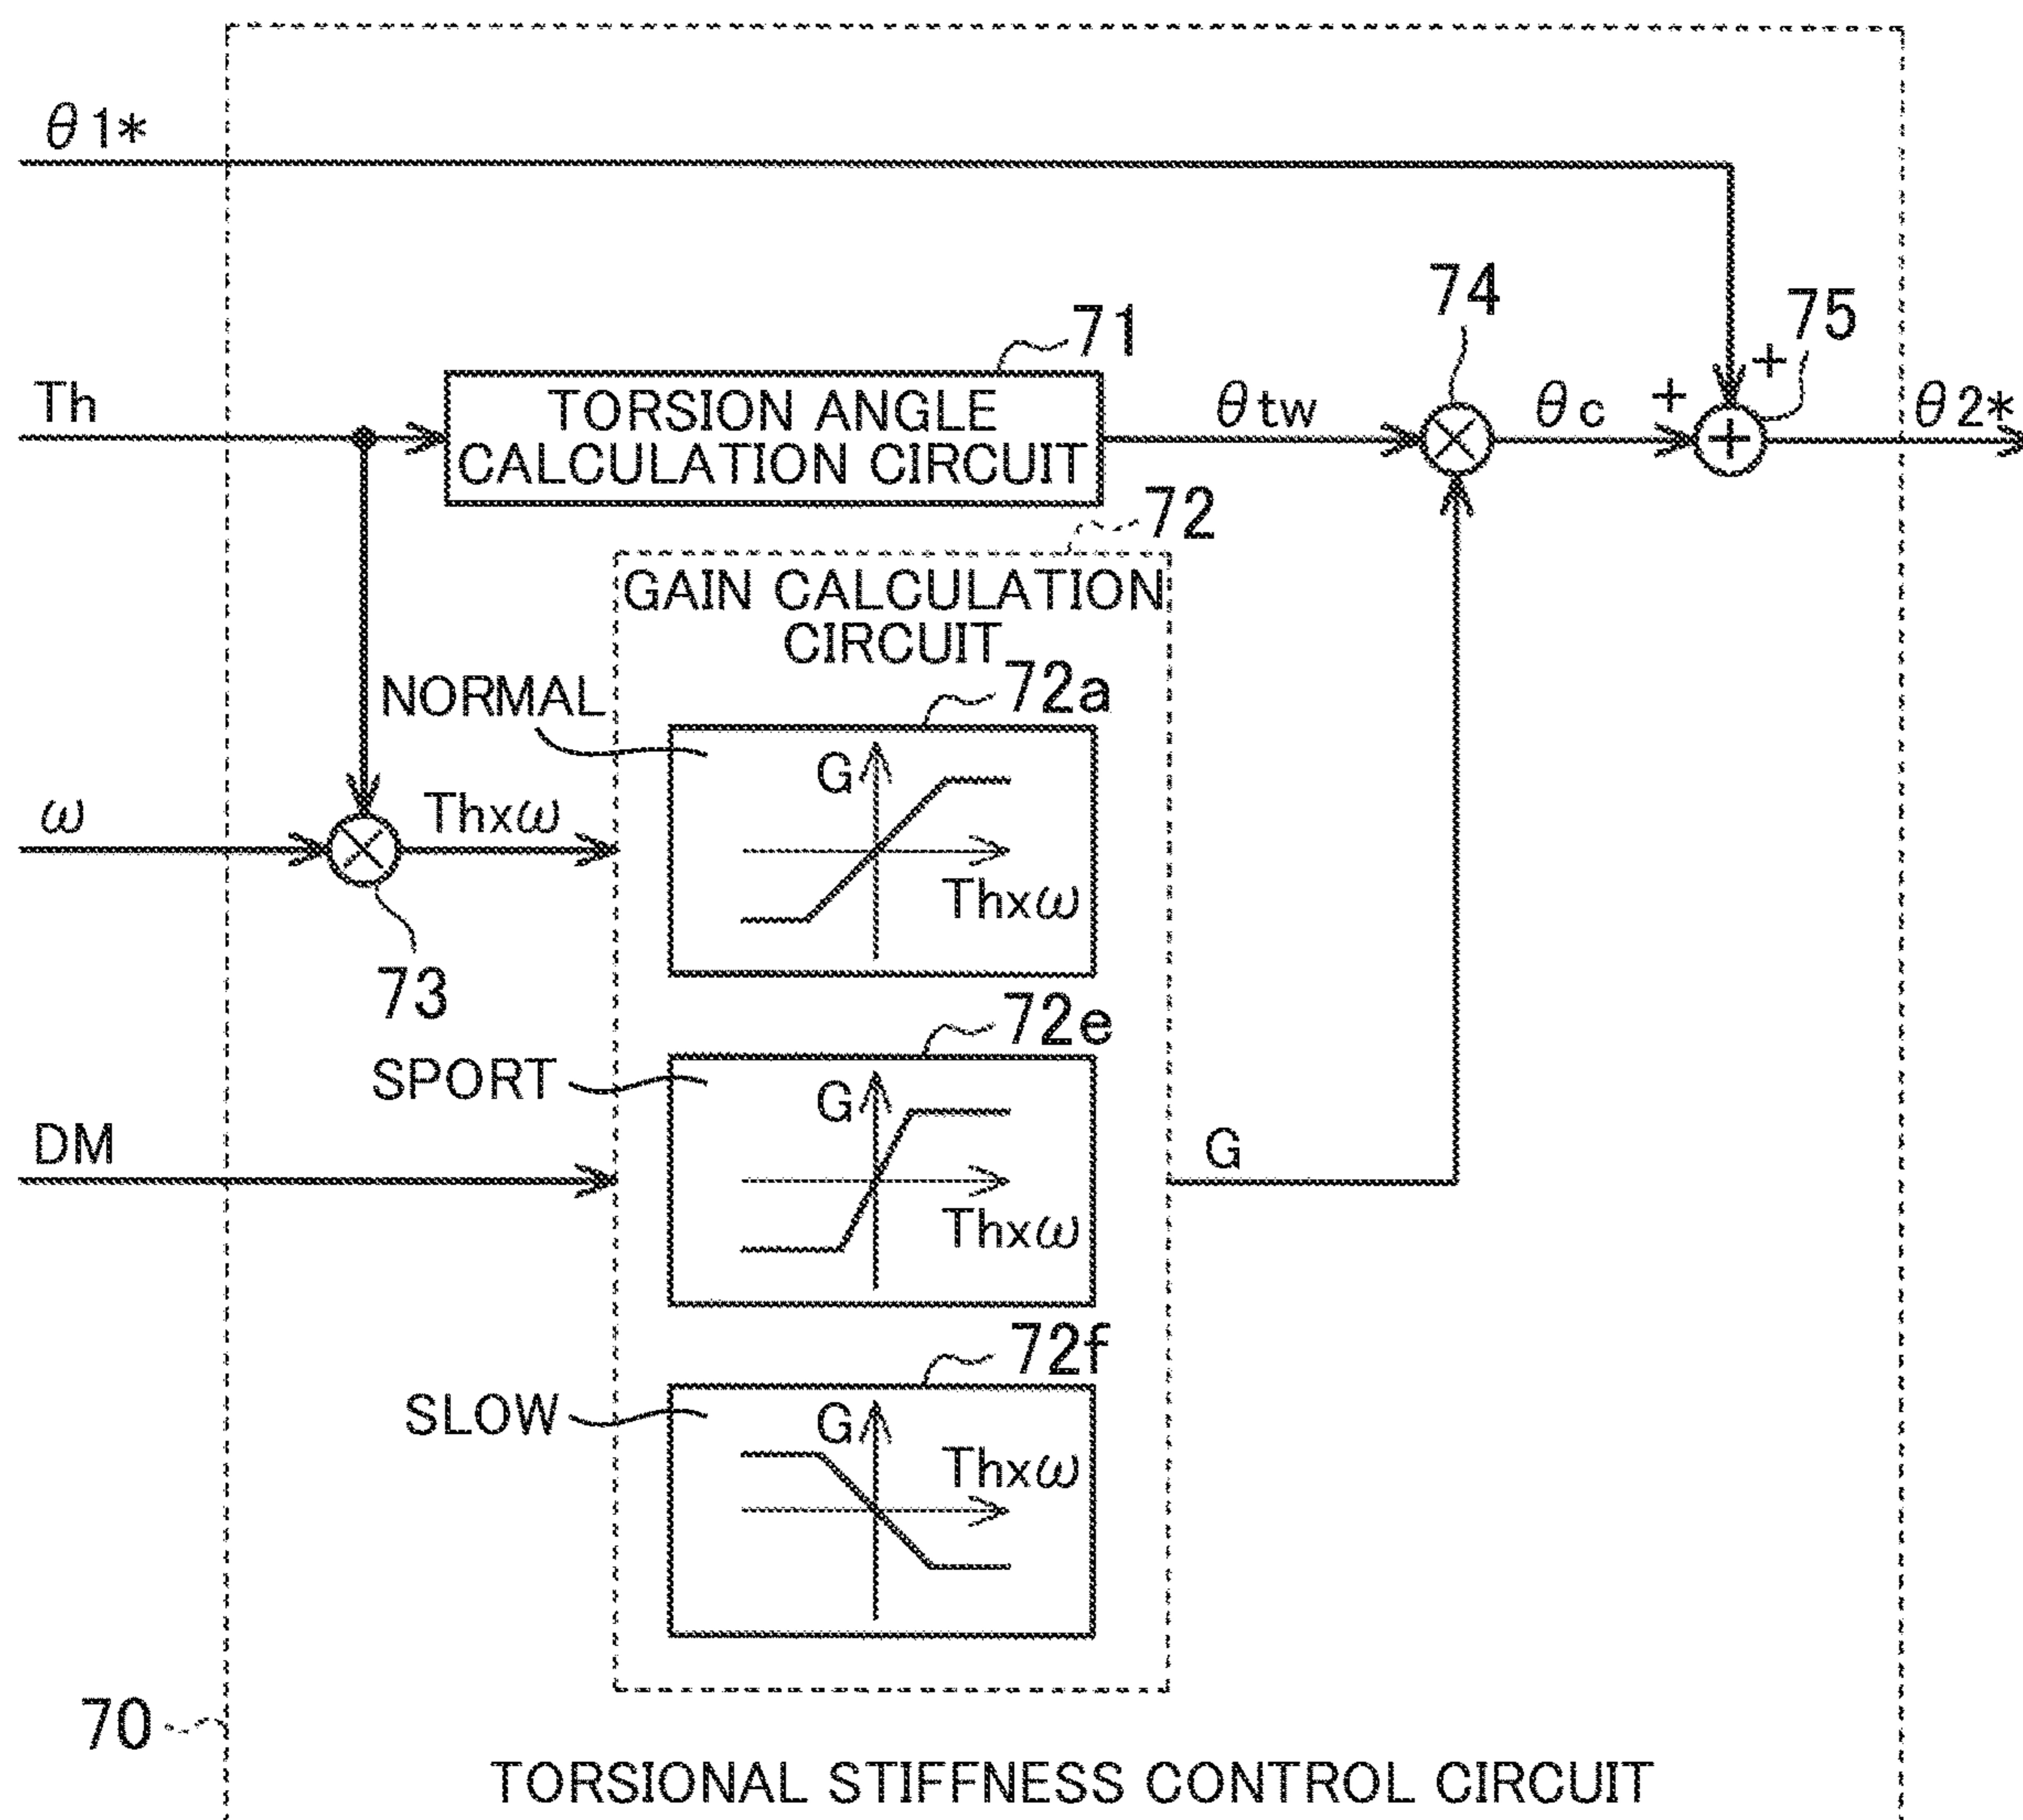 θ1*
74
75
71
+
Th
TORSION ANGLE
CALCULATION CIRCUIT
θtw
θc
+
+
θ2*
72
GAIN CALCULATION
CIRCUIT
NORMAL
72a
G
Thxω
ω
Thxω
73
72e
SPORT
G
Thxω
DM
G
72f
SLOW
G
Thxω
70
TORSIONAL STIFFNESS CONTROL CIRCUIT